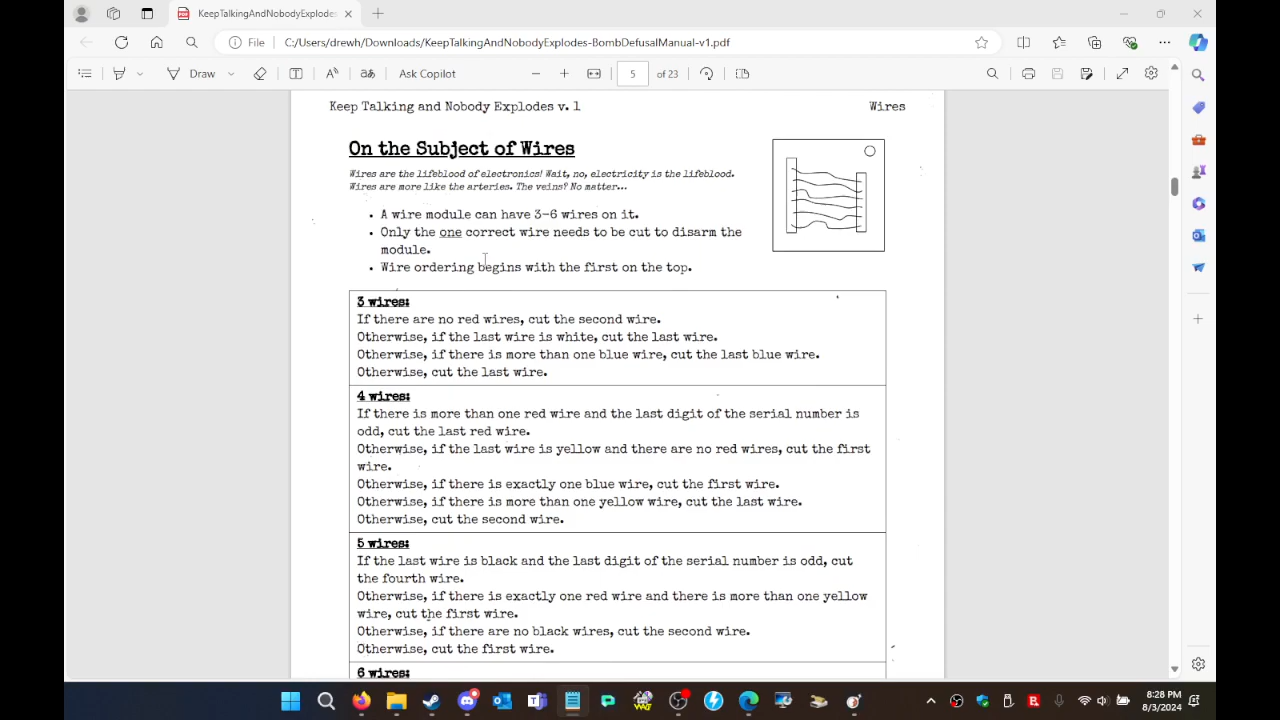 KeepTalkingAndNobodyExplodes
File C:/Users/drewh/Downloads/KeepTalkingAndNobodyExplodes-BombDefusalManual-v1.pdf
Draw Ask Copilot 5 of 23
Keep Talking and Nobody Explodes v. 1 Wires
On the Subject of Wires
Wires are the lifeblood of electronics! Wait, no, electricity is the lifeblood.
Wires are more like the arteries. The veins? No matter...
• A wire module can have 3-6 wires on it.
• Only the one correct wire needs to be cut to disarm the
module.
• Wire ordering begins with the first on the top.
3 wires:
If there are no red wires, cut the second wire.
Otherwise, if the last wire is white, cut the last wire.
Otherwise, if there is more than one blue wire, cut the last blue wire.
Otherwise, cut the last wire.
4 wires:
If there is more than one red wire and the last digit of the serial number is
odd, cut the last red wire.
Otherwise, if the last wire is yellow and there are no red wires, cut the first
wire.
Otherwise, if there is exactly one blue wire, cut the first wire.
Otherwise, if there is more than one yellow wire, cut the last wire.
Otherwise, cut the second wire.
5 wires:
If the last wire is black and the last digit of the serial number is odd, cut
the fourth wire.
Otherwise, if there is exactly one red wire and there is more than one yellow
wire, cut the first wire.
Otherwise, if there are no black wires, cut the second wire.
Otherwise, cut the first wire.
6 wires:
8:28 PM
8/3/2024